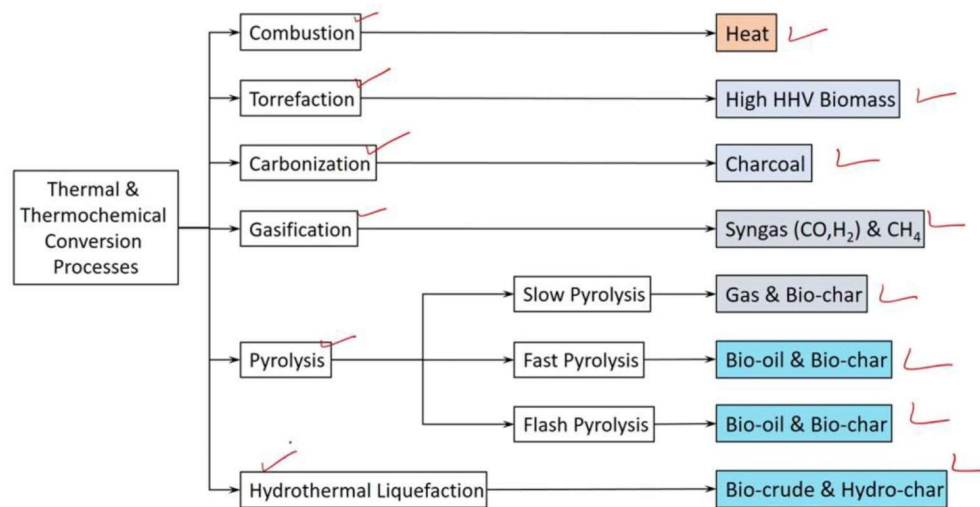 Combustion
Heat
Torrefaction
High HHV Biomass
Carbonization
Charcoal
Thermal &
Thermochemical
Conversion
Processes
Gasification
Syngas (CO,H₂) & CH₄
Slow Pyrolysis
Gas & Bio-char
Pyrolysis
Fast Pyrolysis
Bio-oil & Bio-char
Flash Pyrolysis
Bio-oil & Bio-char
Hydrothermal Liquefaction
Bio-crude & Hydro-char